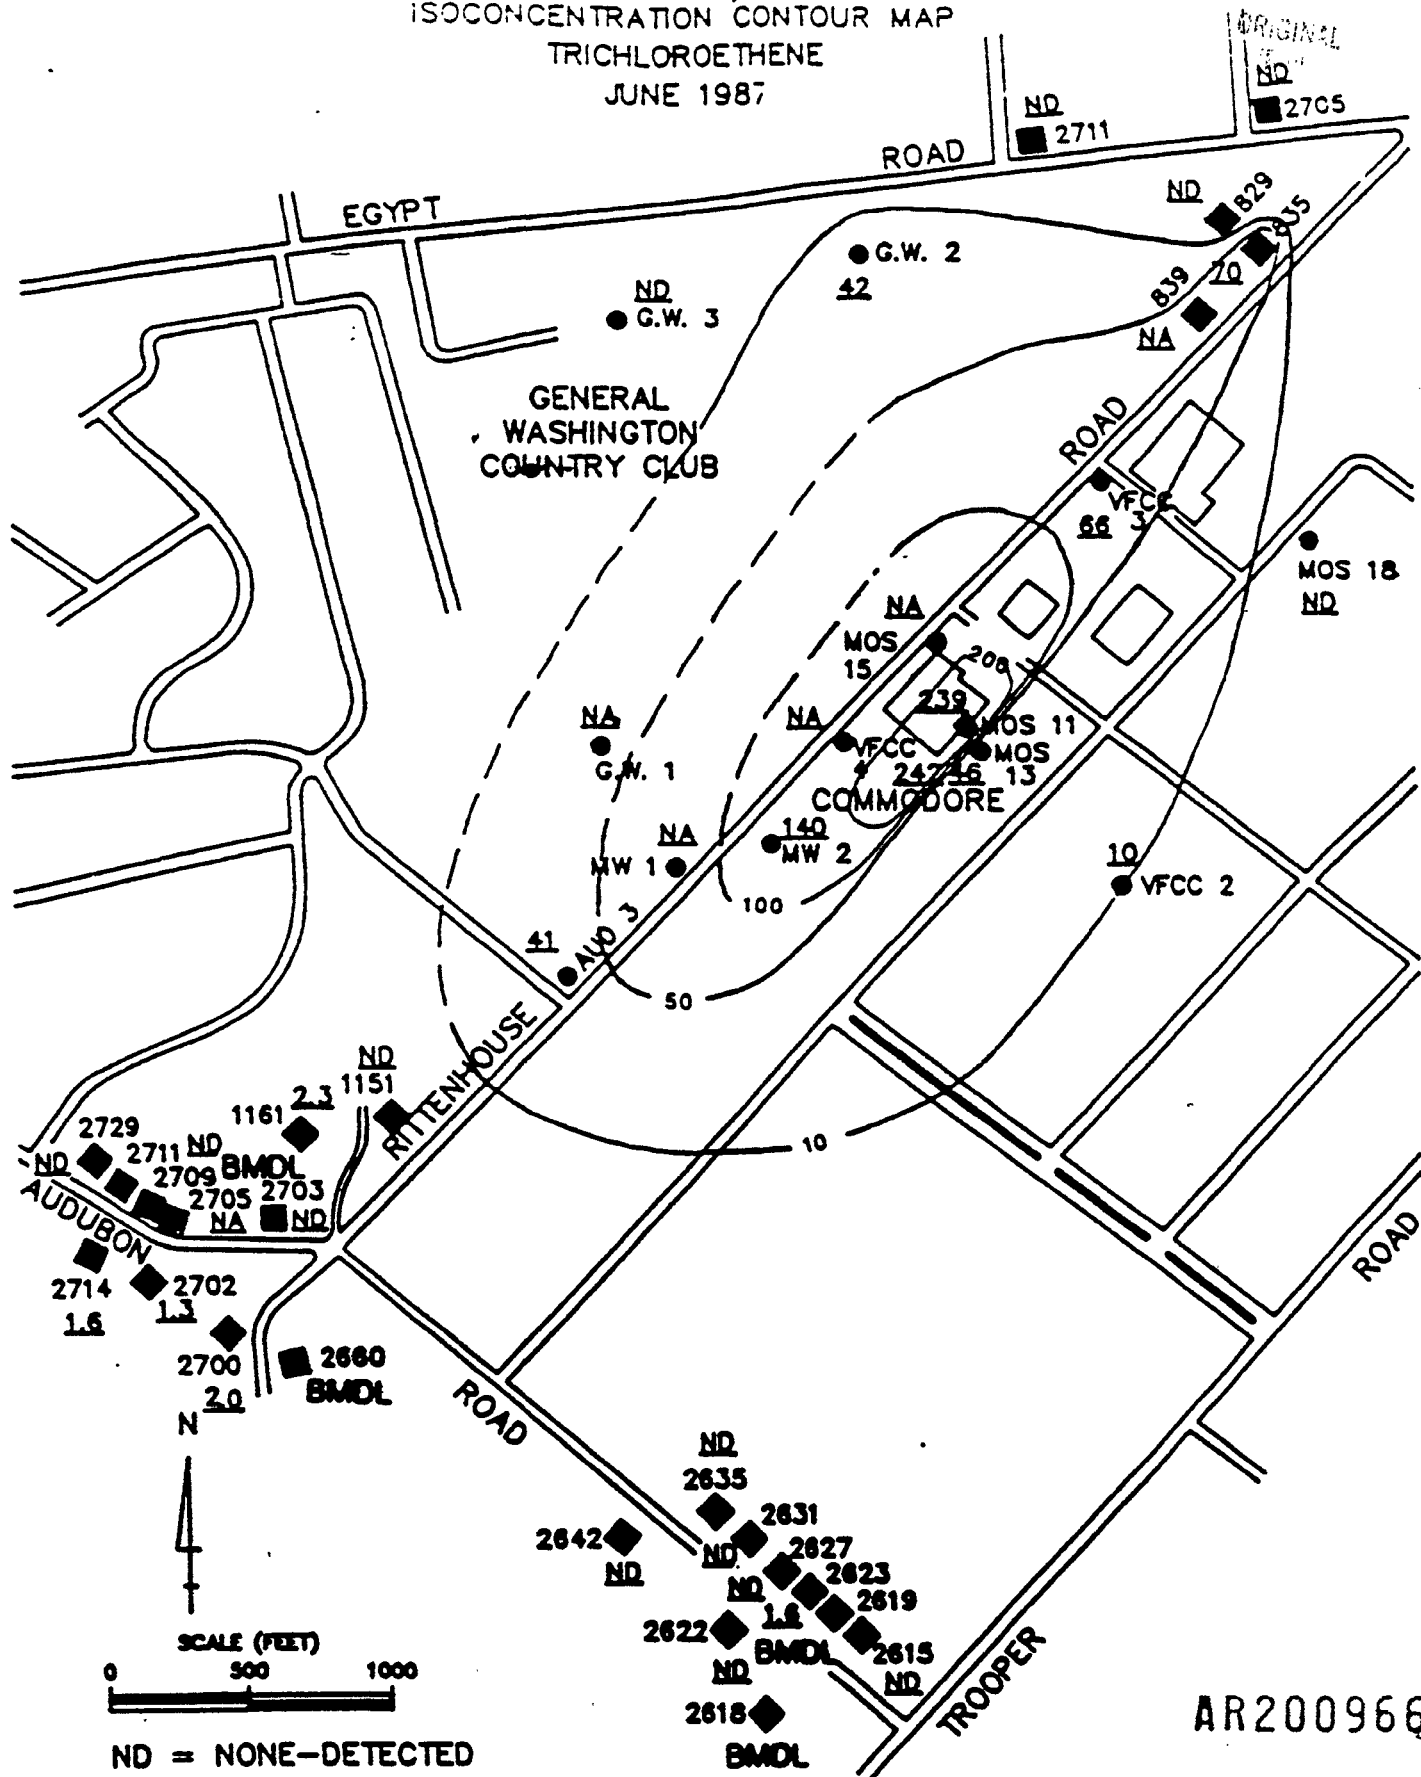 ISOCONCENTRATION CONTOUR MAP
TRICHLOROETHENE
JUNE 1987
ORIGINAL
ND
2705
ND
2711
ROAD
EGYPT
ND
829
835
70
839
NA
G.W. 2
42
ND
G.W. 3
GENERAL
WASHINGTON
COUNTRY CLUB
ROAD
VFCC
3
66
MOS 18
ND
NA
MOS
15
200
239
MOS 11
NA
VFCC
4
MOS
13
242
46
COMMODORE
NA
G.W. 1
NA
MW 1
140
MW 2
10
VFCC 2
100
41
AUD 3
50
RITTENHOUSE
10
ND
1151
2.3
1161
2729
ND
2711
ND
BMDL
2709
2705
NA
2703
ND
AUDUBON
2714
1.6
2702
1.3
2700
2.0
2660
BMDL
ROAD
ROAD
N
SCALE (FEET)
0 500 1000
ND = NONE-DETECTED
ND
2635
2642
ND
2631
ND
2627
ND
2623
1.6
2619
BMDL
2615
ND
2622
ND
2618
BMDL
TROOPER
AR200966